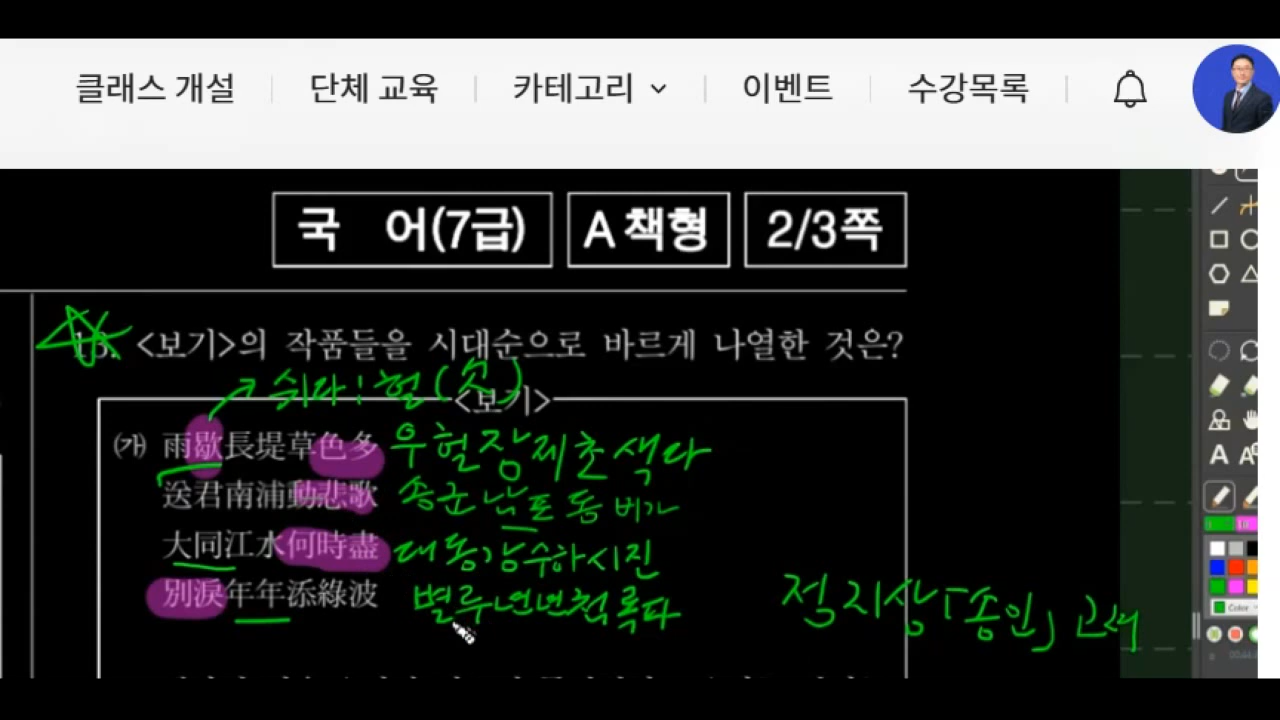 클래스 개설 단체 교육 카테고리 이벤트 수강목록
국 어(7급) A 책형 2/3쪽
13. <보기>의 작품들을 시대순으로 바르게 나열한 것은?
쉬다 : 헐(欠)
<보기>
㈎ 雨歇長堤草色多 우헐장제초색다
送君南浦動悲歌 송군남포동비가
大同江水何時盡 대동강수하시진
別淚年年添綠波 별루년년첨록파
정지상「송인」고려
Color